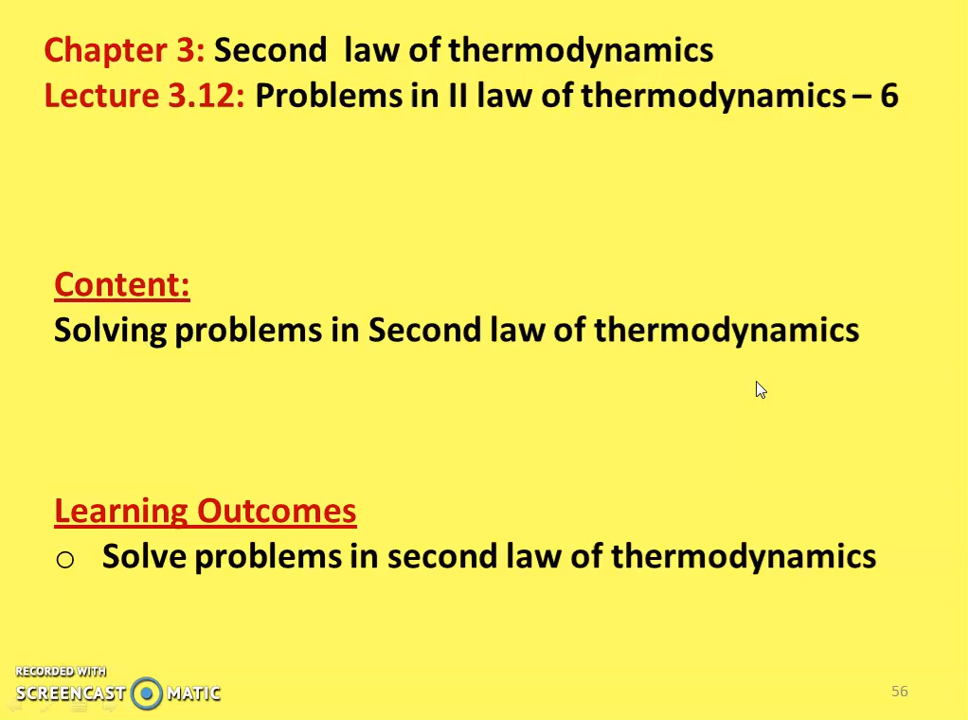 Chapter 3: Second law of thermodynamics
Lecture 3.12: Problems in II law of thermodynamics – 6
Content:
Solving problems in Second law of thermodynamics
Learning Outcomes
o Solve problems in second law of thermodynamics
RECORDED WITH
SCREENCAST MATIC
56